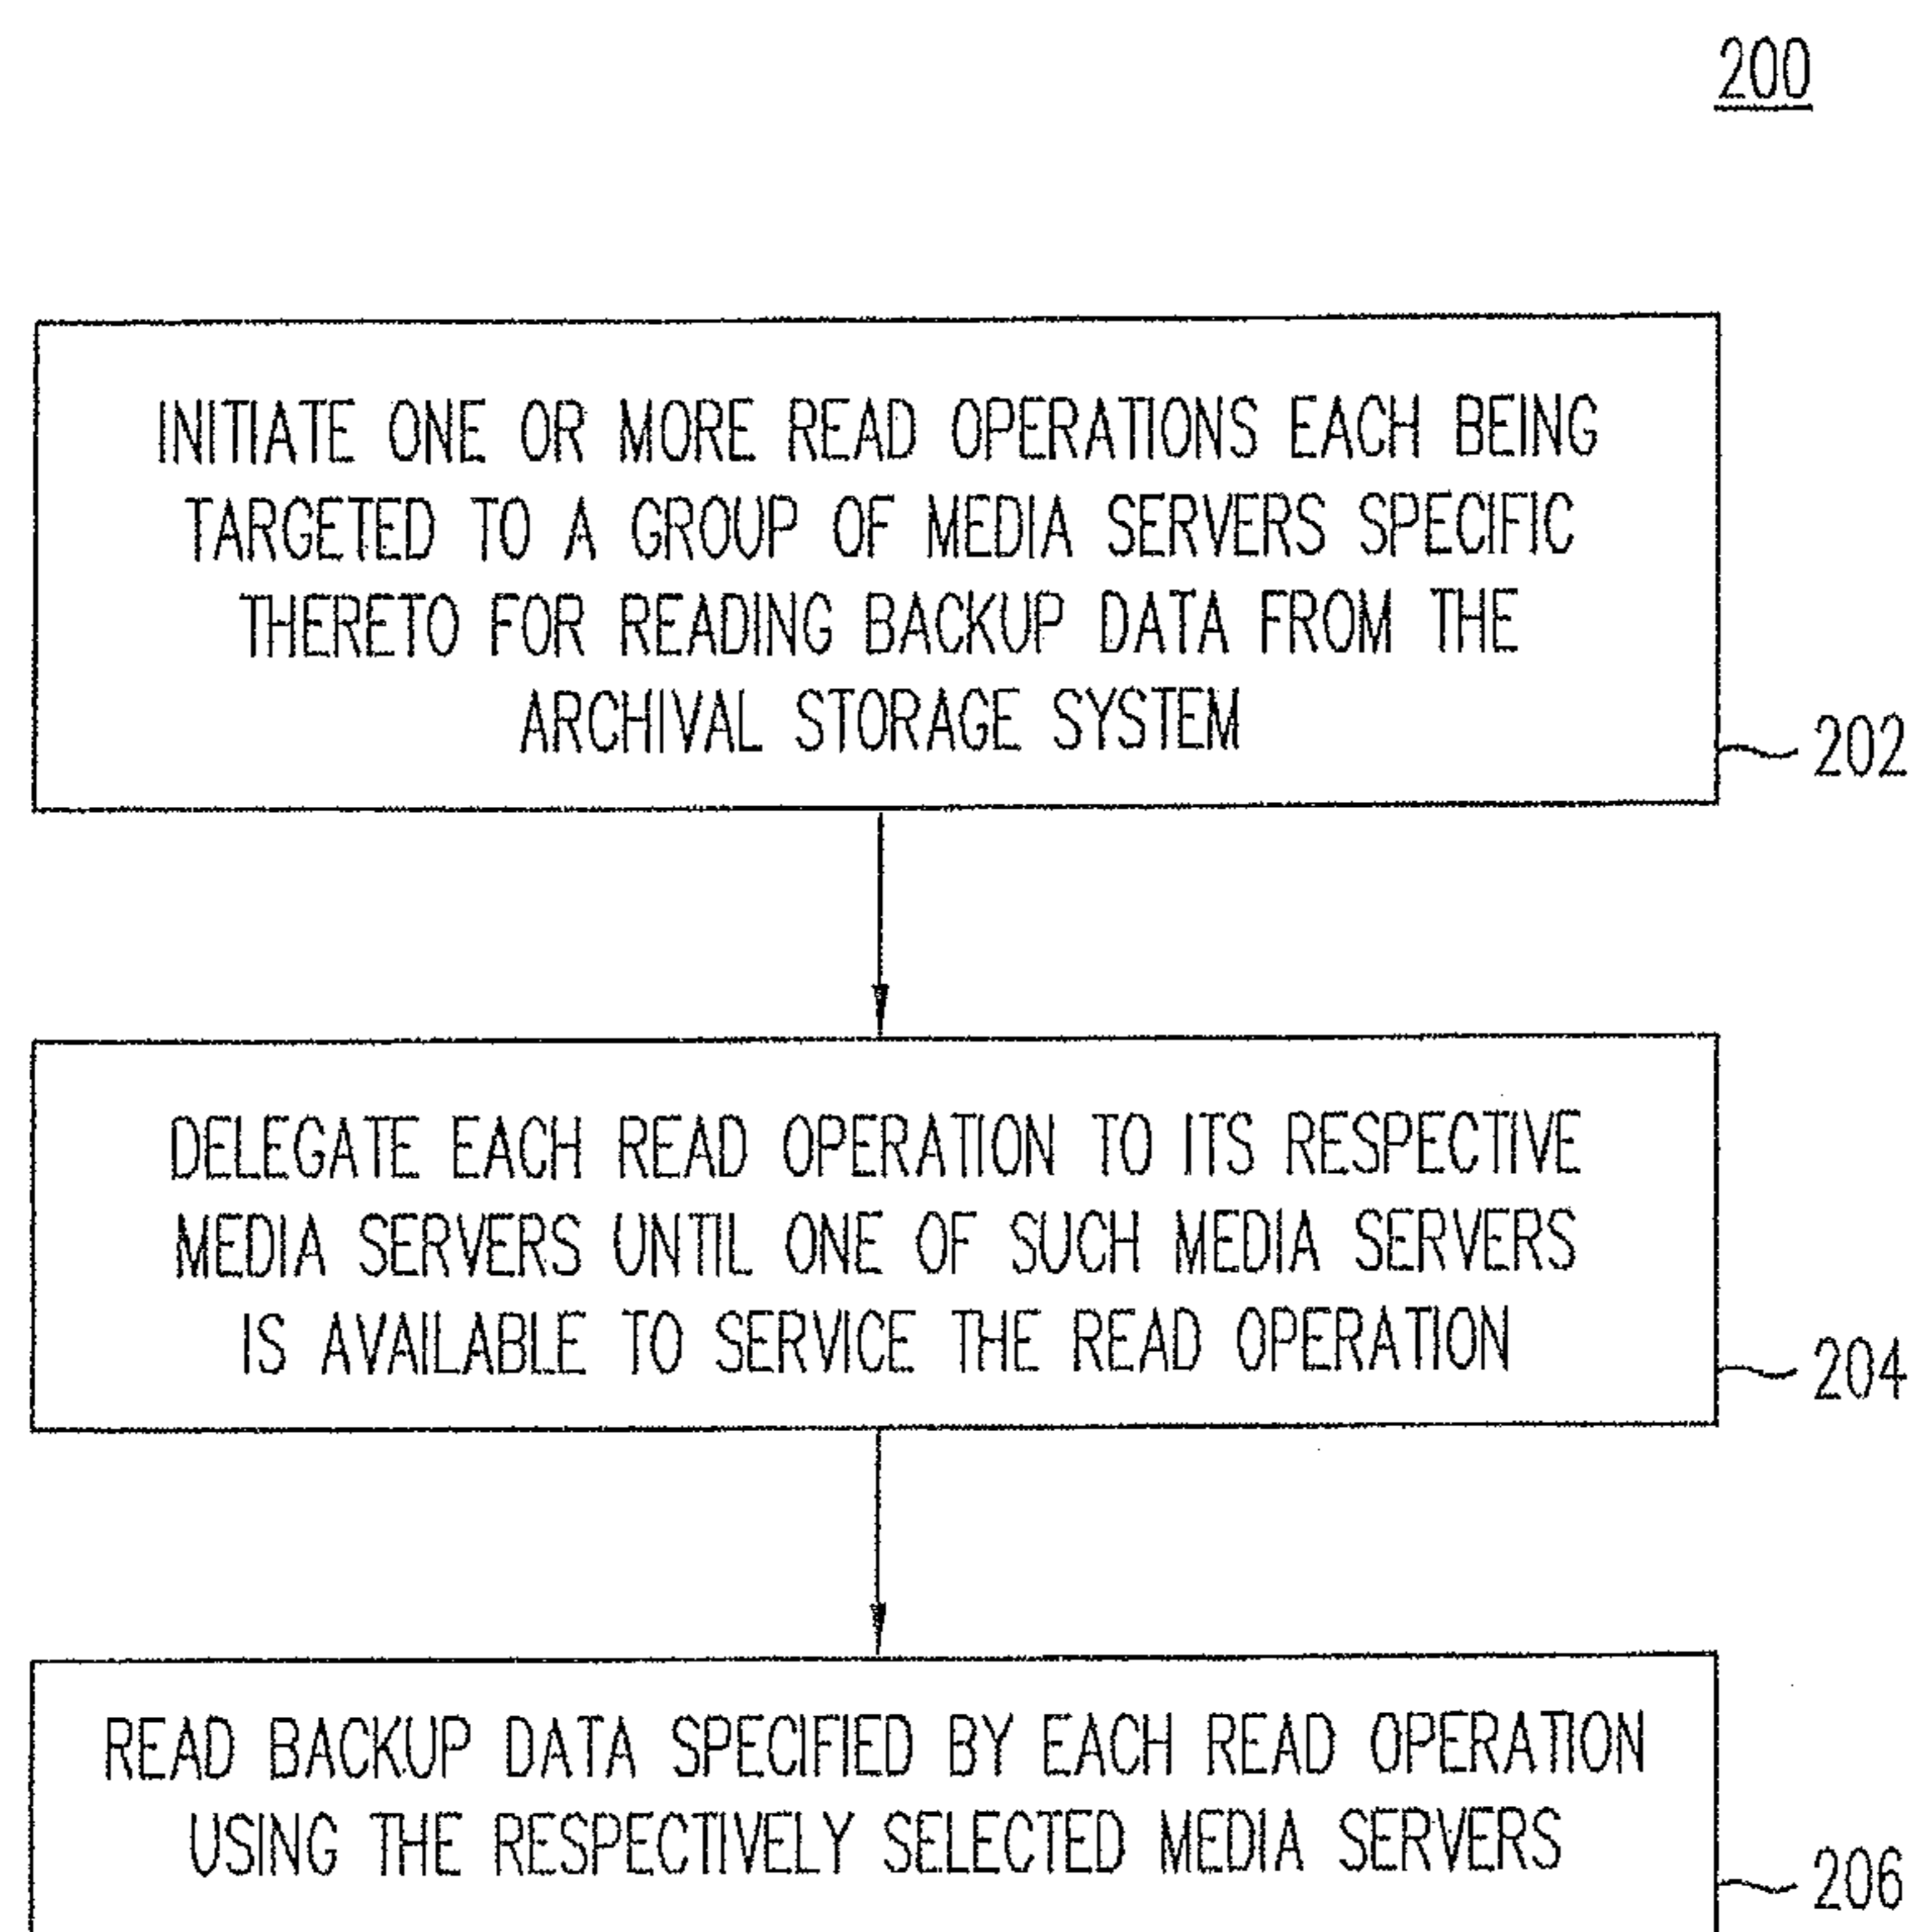 200
INITIATE ONE OR MORE READ OPERATIONS EACH BEING
TARGETED TO A GROUP OF MEDIA SERVERS SPECIFIC
THERETO FOR READING BACKUP DATA FROM THE
ARCHIVAL STORAGE SYSTEM
202
DELEGATE EACH READ OPERATION TO ITS RESPECTIVE
MEDIA SERVERS UNTIL ONE OF SUCH MEDIA SERVERS
IS AVAILABLE TO SERVICE THE READ OPERATION
204
READ BACKUP DATA SPECIFIED BY EACH READ OPERATION
USING THE RESPECTIVELY SELECTED MEDIA SERVERS
206